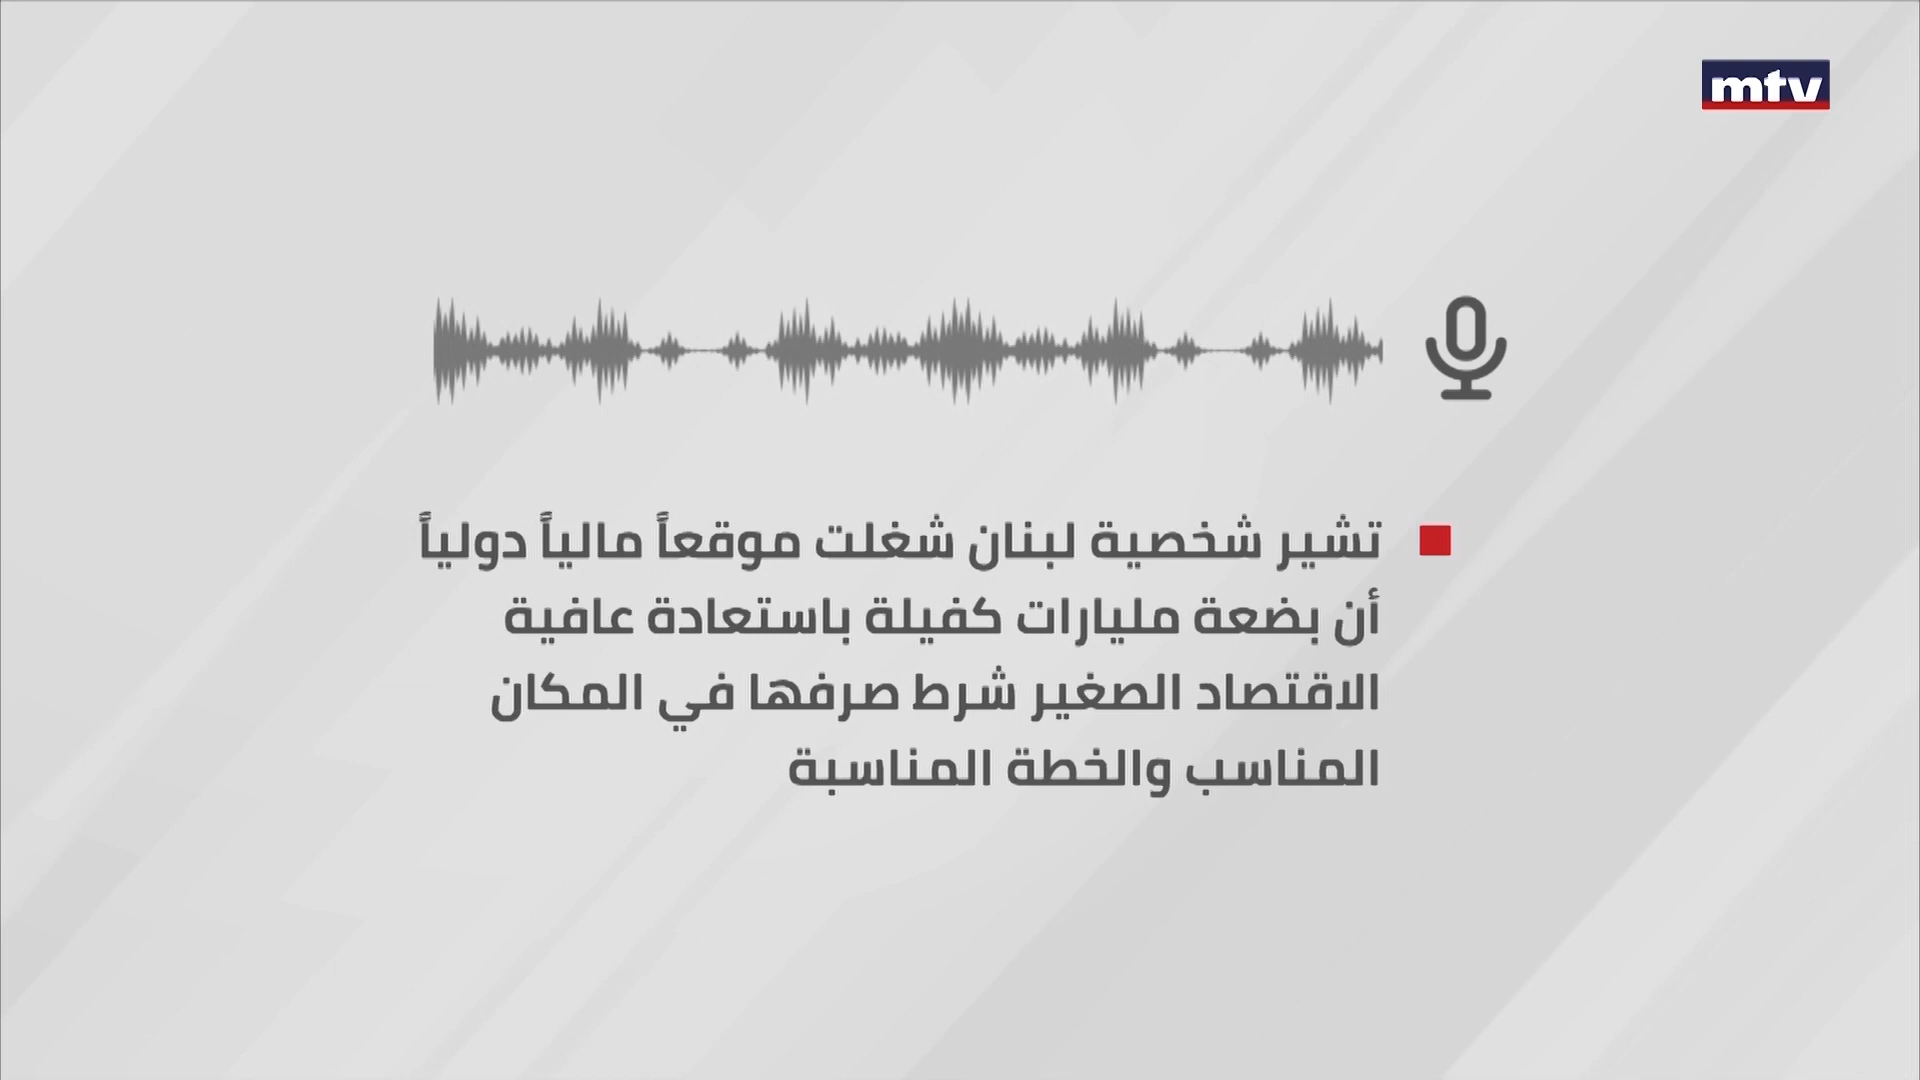 mtv
تشير شخصية لبنان شغلت موقعاً مالياً دولياً
أن بضعة مليارات كفيلة باستعادة عافية
الاقتصاد الصغير شرط صرفها في المكان
المناسب والخطة المناسبة